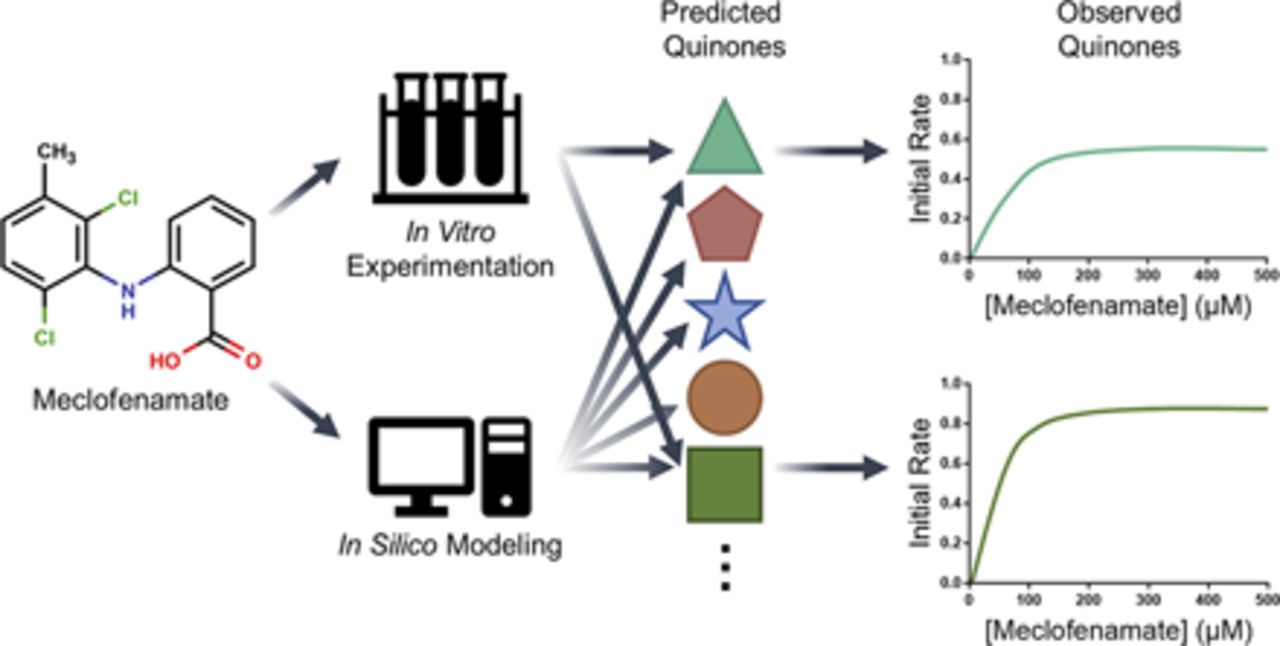 CH₃
Cl
N
H
Cl
HO
O
Meclofenamate
In Vitro
Experimentation
In Silico Modeling
Predicted
Quinones
Observed
Quinones
Initial Rate
1.0
0.8
0.6
0.4
0.2
0.0
0 100 200 300 400 500
[Meclofenamate] (µM)
Initial Rate
1.0
0.8
0.6
0.4
0.2
0.0
0 100 200 300 400 500
[Meclofenamate] (µM)